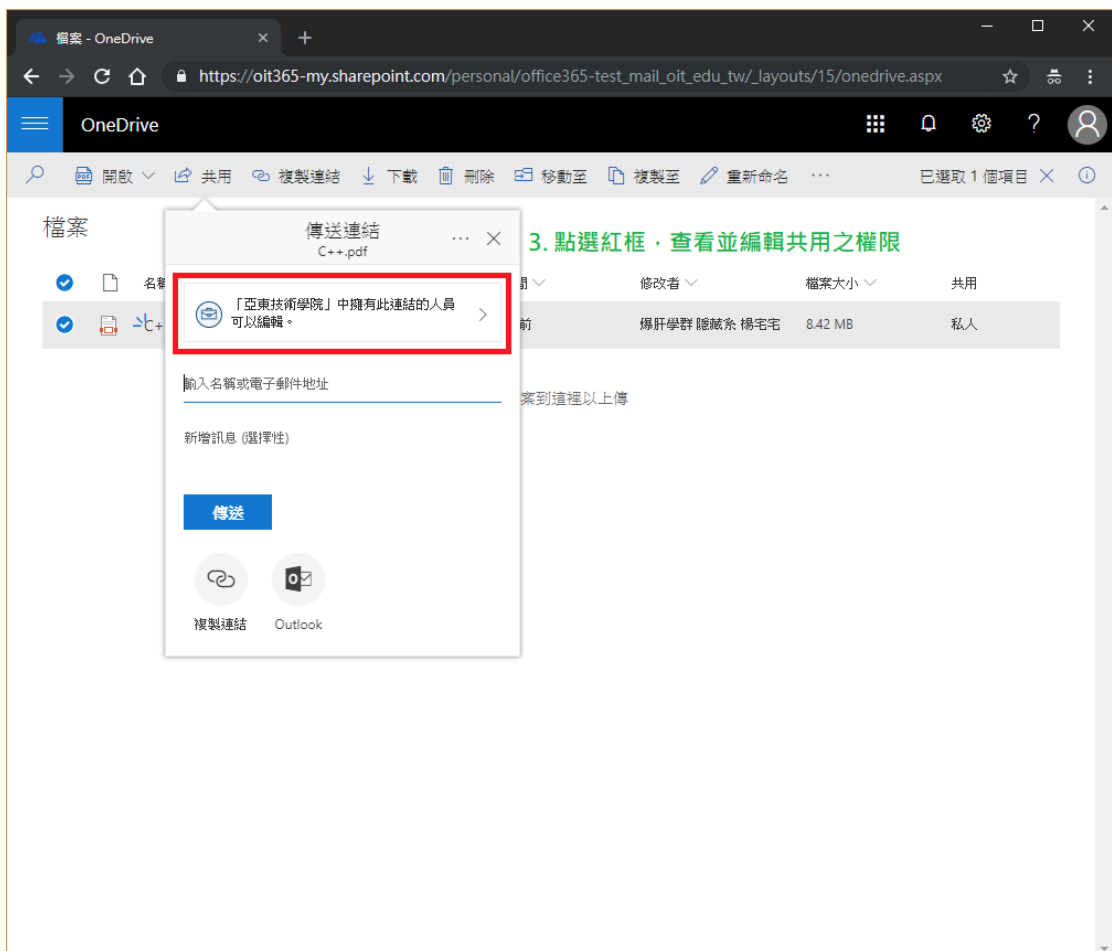 檔案 - OneDrive
https://oit365-my.sharepoint.com/personal/office365-test_mail_oit_edu_tw/_layouts/15/onedrive.aspx
OneDrive
開啟 共用 複製連結 下載 刪除 移動至 複製至 重新命名 ... 已選取 1 個項目
檔案
傳送連結
C++.pdf
3. 點選紅框，查看並編輯共用之權限
修改者 檔案大小 共用
「亞東技術學院」中擁有此連結的人員
可以編輯。
前 爆肝學群 隱藏系 楊宅宅 8.42 MB 私人
輸入名稱或電子郵件地址
案到這裡以上傳
新增訊息 (選擇性)
傳送
複製連結 Outlook